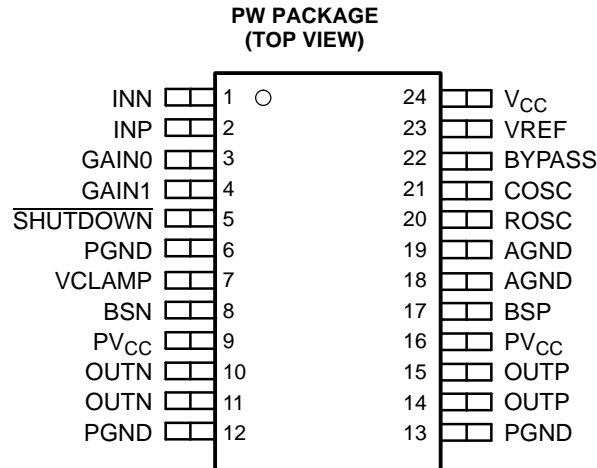 PW PACKAGE
(TOP VIEW)
INN 1 24 VCC
INP 2 23 VREF
GAIN0 3 22 BYPASS
GAIN1 4 21 COSC
SHUTDOWN 5 20 ROSC
PGND 6 19 AGND
VCLAMP 7 18 AGND
BSN 8 17 BSP
PVCC 9 16 PVCC
OUTN 10 15 OUTP
OUTN 11 14 OUTP
PGND 12 13 PGND